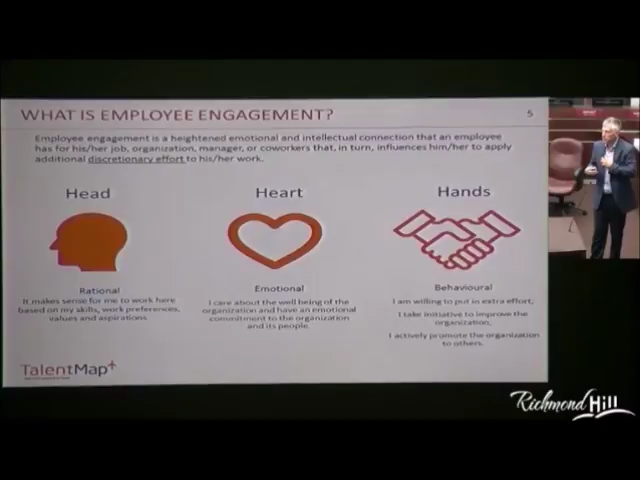 WHAT IS EMPLOYEE ENGAGEMENT?
5
Employee engagement is a heightened emotional and intellectual connection that an employee
has for his/her job, organization, manager, or coworkers that, in turn, influences him/her to apply
additional discretionary effort to his/her work.
Head
Heart
Hands
Rational
It makes sense for me to work here
based on my skills, work preferences,
values and aspirations
Emotional
I care about the well being of the
organization and have an emotional
commitment to the organization
and its people.
Behavioural
I am willing to put in extra effort,
I take initiative to improve the
organization,
I actively promote the organization
to others.
TalentMap+
Richmond Hill